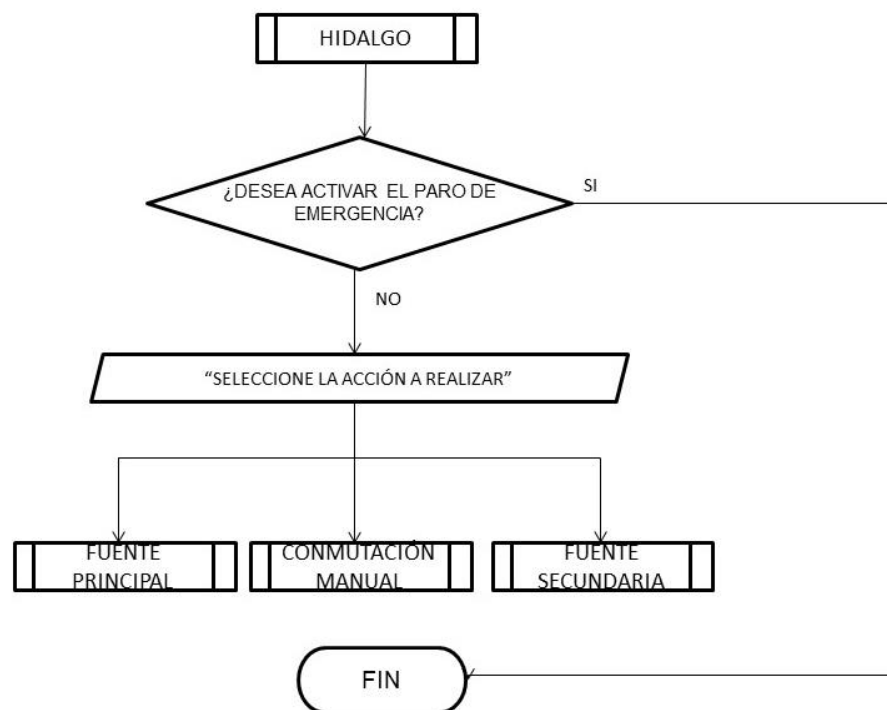 HIDALGO
¿DESEA ACTIVAR EL PARO DE
EMERGENCIA?
SI
NO
“SELECCIONE LA ACCIÓN A REALIZAR”
FUENTE
PRINCIPAL
CONMUTACIÓN
MANUAL
FUENTE
SECUNDARIA
FIN